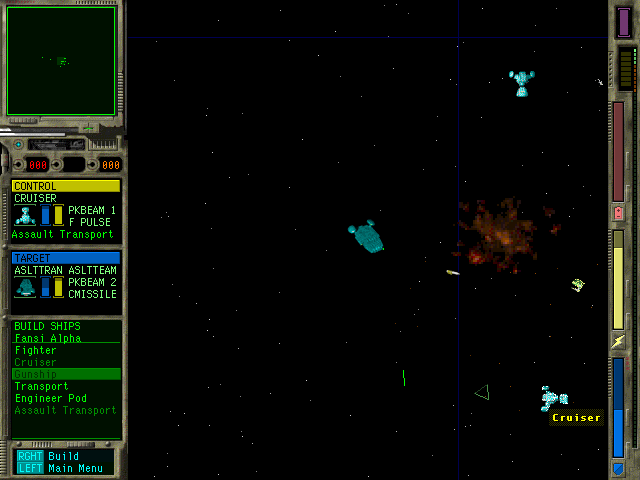 000 000
CONTROL
CRUISER
PKBEAM 1
F PULSE
Assault Transport
TARGET
ASLTTRAN ASLTTEAM
PKBEAM 2
CMISSILE
BUILD SHIPS
Fansi Alpha
Fighter
Cruiser
Gunship
Transport
Engineer Pod
Assault Transport
RGHT Build
LEFT Main Menu
Cruiser